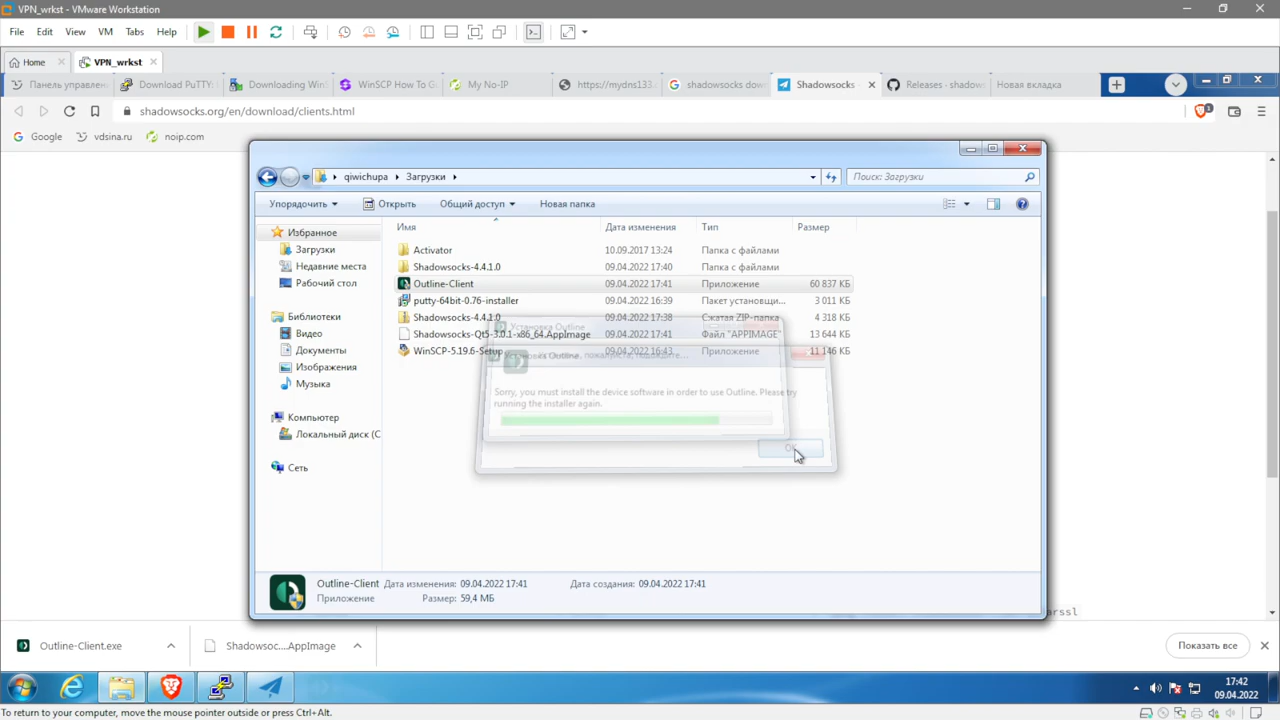 VPN_wrkst - VMware Workstation
File Edit View VM Tabs Help
Home VPN_wrkst
Панель управлен Download PuTTY: Downloading Win WinSCP How To G My No-IP https://mydns133 shadowsocks dow Shadowsocks Releases - shadow Новая вкладка
shadowsocks.org/en/download/clients.html
Google vdsina.ru noip.com
qiwichupa Загрузки Поиск: Загрузки
Упорядочить Открыть Общий доступ Новая папка
Избранное
Загрузки
Недавние места
Рабочий стол
Библиотеки
Видео
Документы
Изображения
Музыка
Компьютер
Локальный диск (C
Сеть
Имя Дата изменения Тип Размер
Activator 10.09.2017 13:24 Папка с файлами
Shadowsocks-4.4.1.0 09.04.2022 17:40 Папка с файлами
Outline-Client 09.04.2022 17:41 Приложение 60 837 КБ
putty-64bit-0.76-installer 09.04.2022 16:39 Пакет установщи... 3 011 КБ
Shadowsocks-4.4.1.0 09.04.2022 17:38 Сжатая ZIP-папка 4 318 КБ
Shadowsocks-Qt5-3.0.1-x86_64.AppImage 09.04.2022 17:41 Файл "APPIMAGE" 13 644 КБ
WinSCP-5.19.6-Setup 09.04.2022 16:43 Приложение 11 146 КБ
Установка Outline
Установка Outline, пожалуйста, подождите...
Sorry, you must install the device software in order to use Outline. Please try
running the installer again.
OK
Outline-Client Дата изменения: 09.04.2022 17:41 Дата создания: 09.04.2022 17:41
Приложение Размер: 59,4 МБ
arssl
Outline-Client.exe Shadowsoc....AppImage Показать все
17:42
09.04.2022
To return to your computer, move the mouse pointer outside or press Ctrl+Alt.